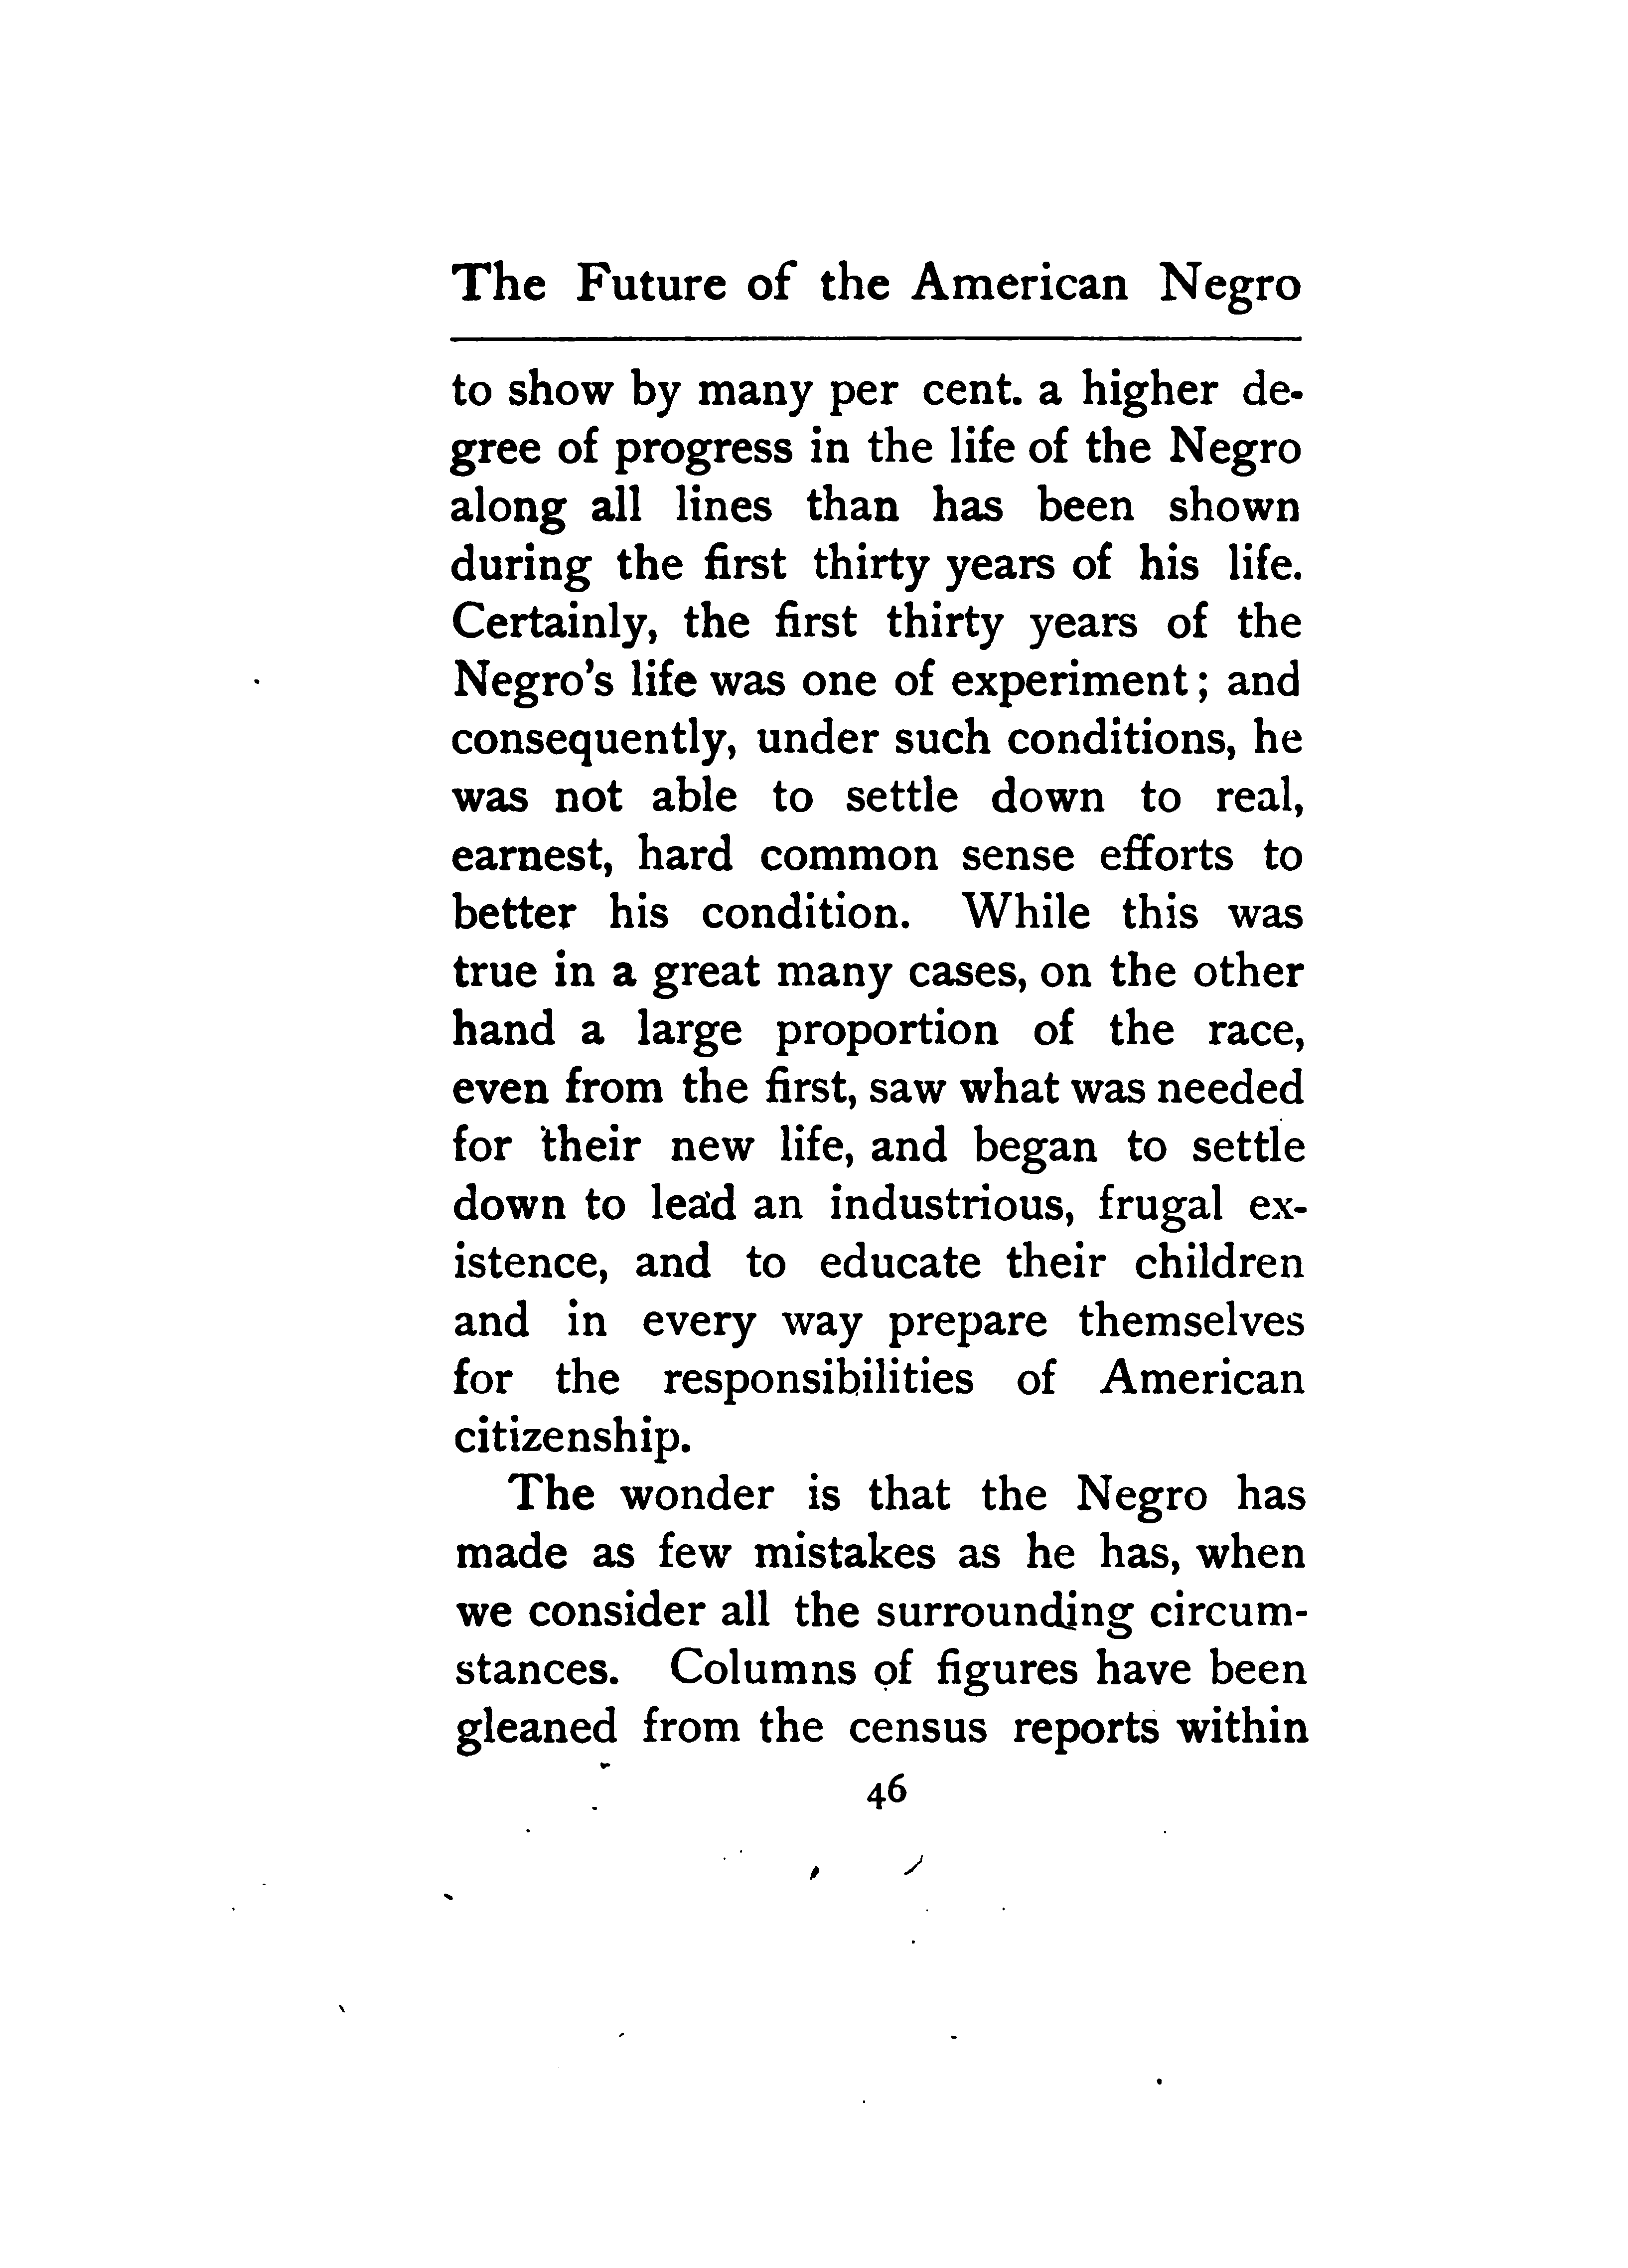 The Future of the American Negro
to show by many per cent. a higher de-
gree of progress in the life of the Negro
along all lines than has been shown
during the first thirty years of his life.
Certainly, the first thirty years of the
Negro's life was one of experiment; and
consequently, under such conditions, he
was not able to settle down to real,
earnest, hard common sense efforts to
better his condition. While this was
true in a great many cases, on the other
hand a large proportion of the race,
even from the first, saw what was needed
for their new life, and began to settle
down to lead an industrious, frugal ex-
istence, and to educate their children
and in every way prepare themselves
for the responsibilities of American
citizenship.
The wonder is that the Negro has
made as few mistakes as he has, when
we consider all the surrounding circum-
stances. Columns of figures have been
gleaned from the census reports within
46